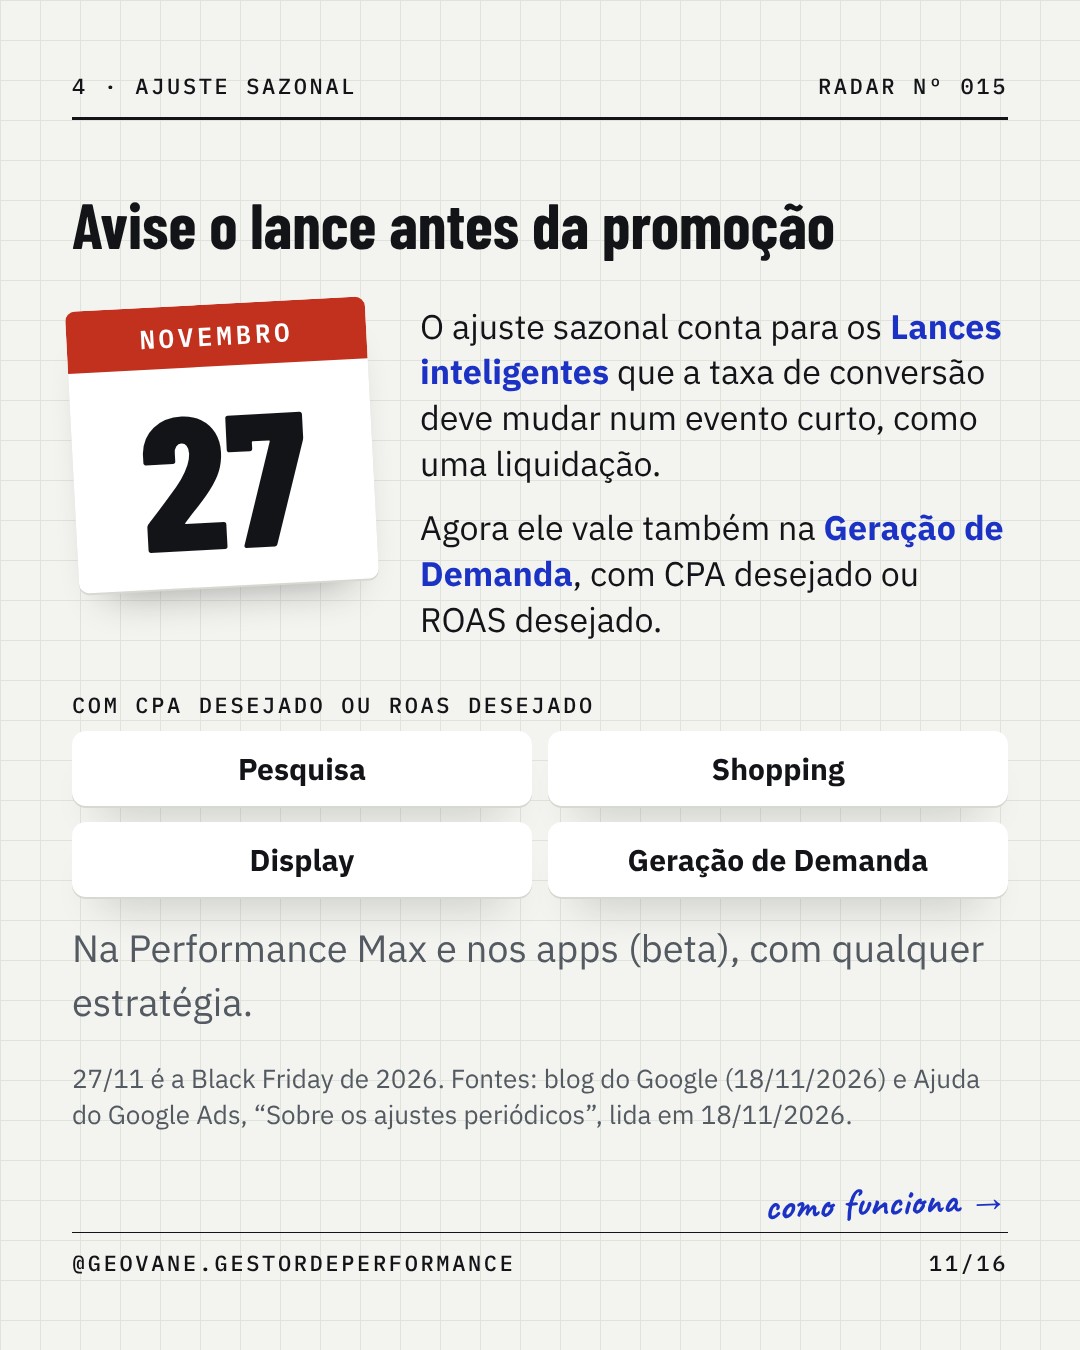 4 · AJUSTE SAZONAL
RADAR Nº 015
Avise o lance antes da promoção
NOVEMBRO
27
O ajuste sazonal conta para os Lances
inteligentes que a taxa de conversão
deve mudar num evento curto, como
uma liquidação.
Agora ele vale também na Geração de
Demanda, com CPA desejado ou
ROAS desejado.
COM CPA DESEJADO OU ROAS DESEJADO
Pesquisa
Shopping
Display
Geração de Demanda
Na Performance Max e nos apps (beta), com qualquer
estratégia.
27/11 é a Black Friday de 2026. Fontes: blog do Google (18/11/2026) e Ajuda
do Google Ads, “Sobre os ajustes periódicos”, lida em 18/11/2026.
como funciona →
@GEOVANE.GESTORDEPERFORMANCE
11/16